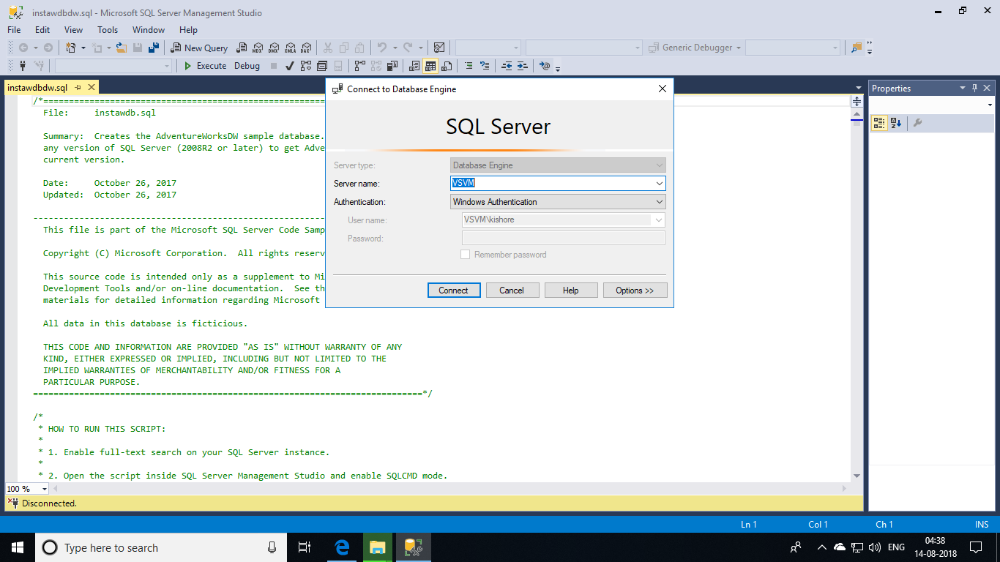 instawdbdw.sql - Microsoft SQL Server Management Studio
File Edit View Tools Window Help
New Query MDX DMX XMLA DAX Generic Debugger
Execute Debug
instawdbdw.sql
/*=========================================================
File: instawdb.sql
Summary: Creates the AdventureWorksDW sample database.
any version of SQL Server (2008R2 or later) to get Adve
current version.
Date: October 26, 2017
Updated: October 26, 2017
---------------------------------------------------------
This file is part of the Microsoft SQL Server Code Samp
Copyright (C) Microsoft Corporation. All rights reserv
This source code is intended only as a supplement to Mi
Development Tools and/or on-line documentation. See th
materials for detailed information regarding Microsoft
All data in this database is ficticious.
THIS CODE AND INFORMATION ARE PROVIDED "AS IS" WITHOUT WARRANTY OF ANY
KIND, EITHER EXPRESSED OR IMPLIED, INCLUDING BUT NOT LIMITED TO THE
IMPLIED WARRANTIES OF MERCHANTABILITY AND/OR FITNESS FOR A
PARTICULAR PURPOSE.
============================================================================*/
/*
* HOW TO RUN THIS SCRIPT:
*
* 1. Enable full-text search on your SQL Server instance.
*
* 2. Open the script inside SQL Server Management Studio and enable SQLCMD mode.
Connect to Database Engine
SQL Server
Server type: Database Engine
Server name: VSVM
Authentication: Windows Authentication
User name: VSVM\kishore
Password:
Remember password
Connect Cancel Help Options >>
Properties
100 %
Disconnected.
Ln 1 Col 1 Ch 1 INS
Type here to search
ENG
04:38
14-08-2018